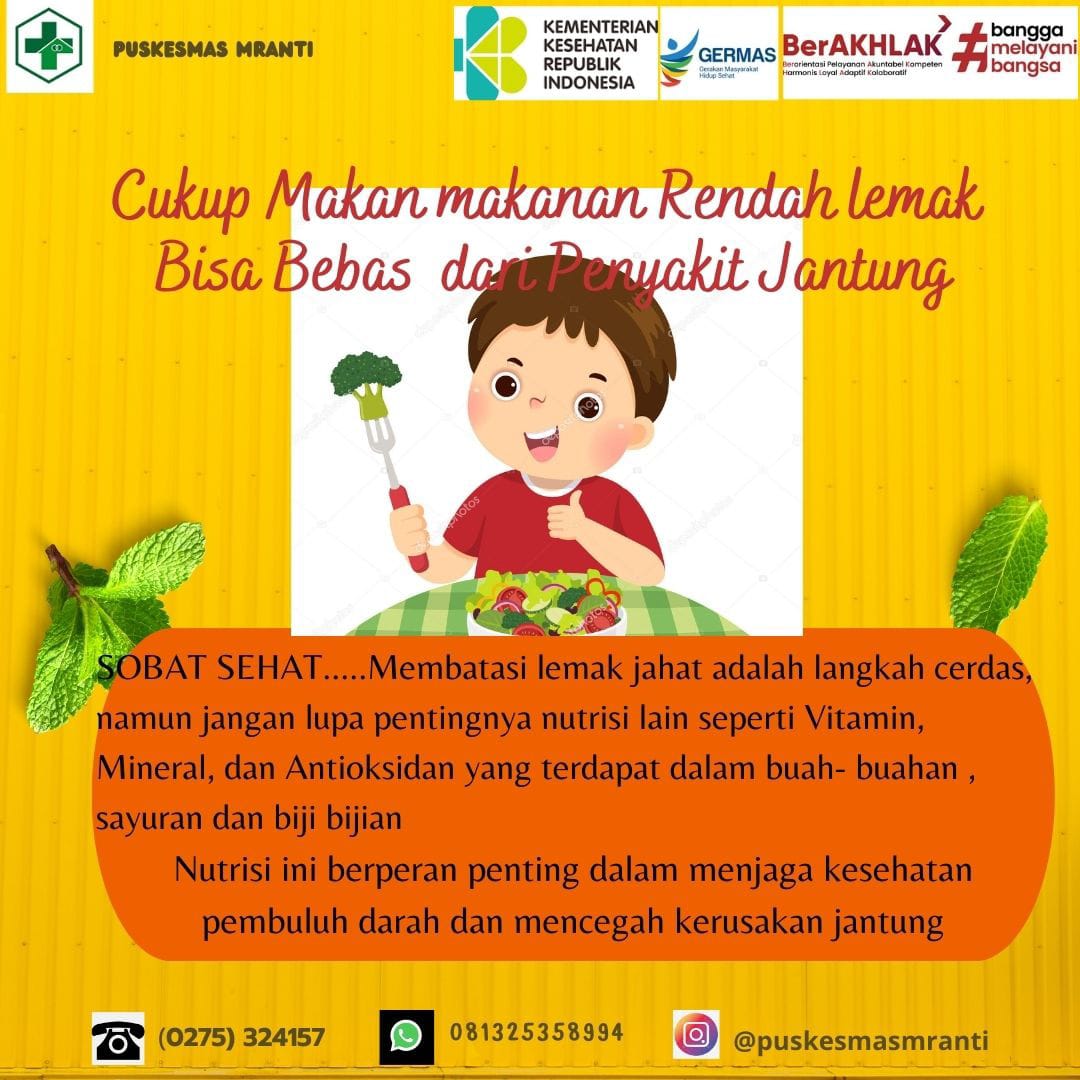 PUSKESMAS MRANTI
KEMENTERIAN
KESEHATAN
REPUBLIK
INDONESIA
GERMAS
Gerakan Masyarakat
Hidup Sehat
BerAKHLAK
Berorientasi Pelayanan Akuntabel Kompeten
Harmonis Loyal Adaptif Kolaboratif
#bangga
melayani
bangsa
Cukup Makan makanan Rendah lemak
Bisa Bebas dari Penyakit Jantung
depositphotos
SOBAT SEHAT.....Membatasi lemak jahat adalah langkah cerdas,
namun jangan lupa pentingnya nutrisi lain seperti Vitamin,
Mineral, dan Antioksidan yang terdapat dalam buah- buahan ,
sayuran dan biji bijian
Nutrisi ini berperan penting dalam menjaga kesehatan
pembuluh darah dan mencegah kerusakan jantung
(0275) 324157
081325358994
@puskesmasmranti